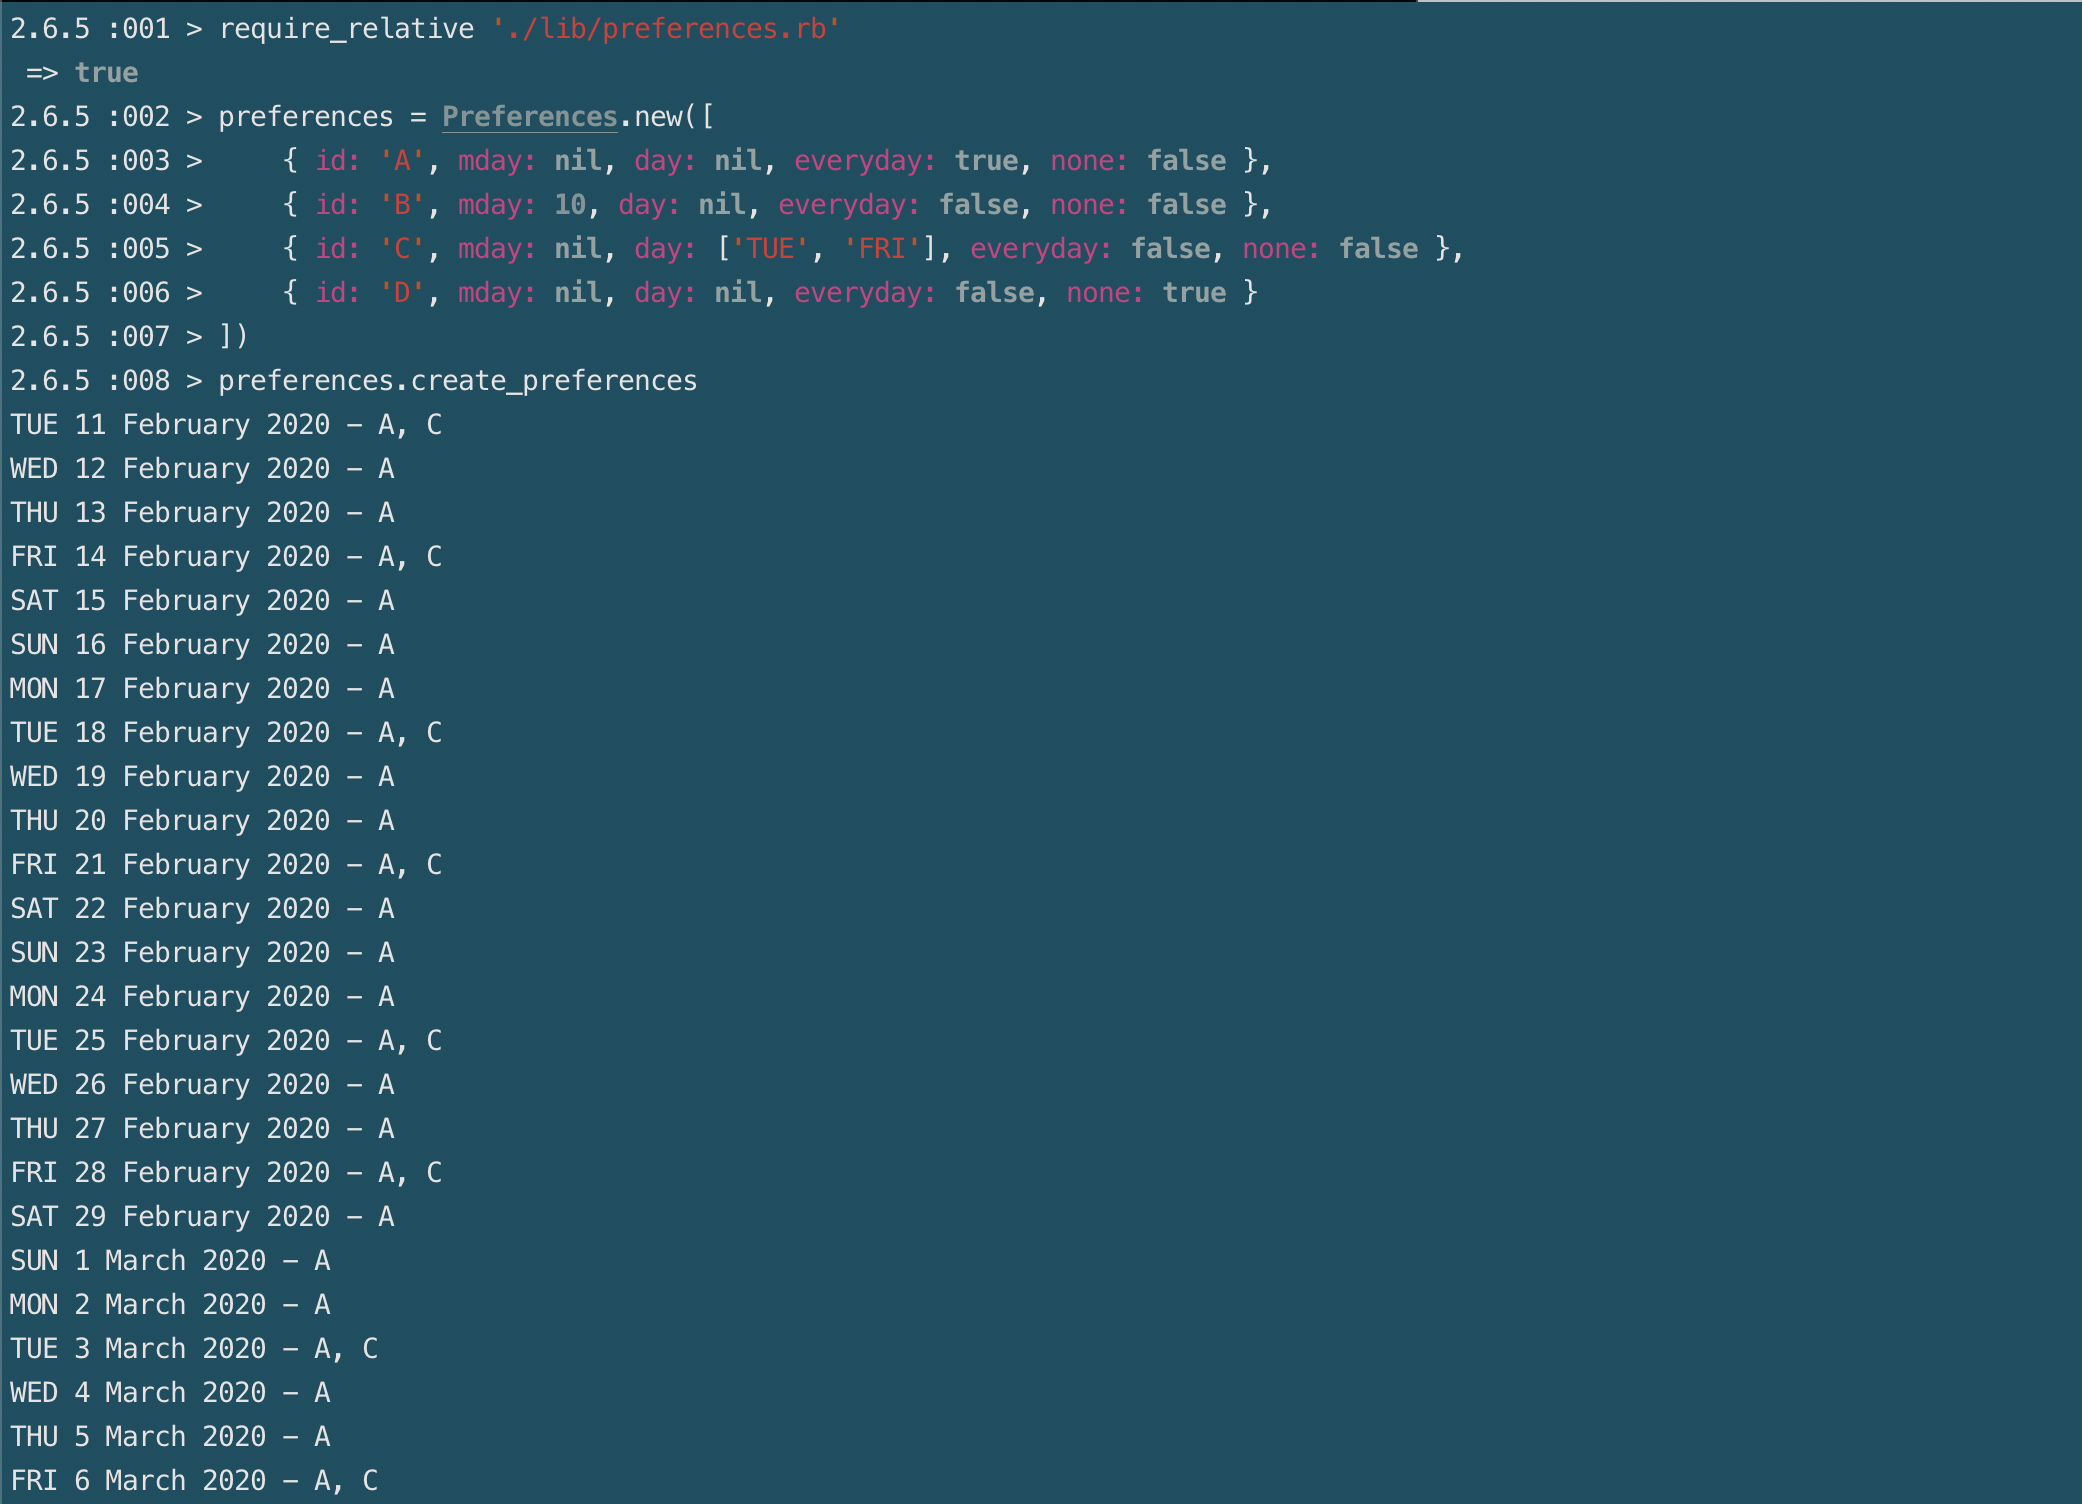 2.6.5 :001 > require_relative './lib/preferences.rb'
 => true
2.6.5 :002 > preferences = Preferences.new([
2.6.5 :003 >     { id: 'A', mday: nil, day: nil, everyday: true, none: false },
2.6.5 :004 >     { id: 'B', mday: 10, day: nil, everyday: false, none: false },
2.6.5 :005 >     { id: 'C', mday: nil, day: ['TUE', 'FRI'], everyday: false, none: false },
2.6.5 :006 >     { id: 'D', mday: nil, day: nil, everyday: false, none: true }
2.6.5 :007 > ])
2.6.5 :008 > preferences.create_preferences
TUE 11 February 2020 – A, C
WED 12 February 2020 – A
THU 13 February 2020 – A
FRI 14 February 2020 – A, C
SAT 15 February 2020 – A
SUN 16 February 2020 – A
MON 17 February 2020 – A
TUE 18 February 2020 – A, C
WED 19 February 2020 – A
THU 20 February 2020 – A
FRI 21 February 2020 – A, C
SAT 22 February 2020 – A
SUN 23 February 2020 – A
MON 24 February 2020 – A
TUE 25 February 2020 – A, C
WED 26 February 2020 – A
THU 27 February 2020 – A
FRI 28 February 2020 – A, C
SAT 29 February 2020 – A
SUN 1 March 2020 – A
MON 2 March 2020 – A
TUE 3 March 2020 – A, C
WED 4 March 2020 – A
THU 5 March 2020 – A
FRI 6 March 2020 – A, C